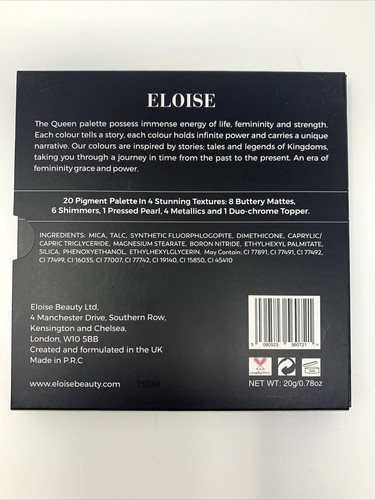 ELOISE
The Queen palette possess immense energy of life, femininity and strength.
Each colour tells a story, each colour holds infinite power and carries a unique
narrative. Our colours are inspired by stories; tales and legends of Kingdoms,
taking you through a journey in time from the past to the present. An era of
femininity grace and power.
20 Pigment Palette In 4 Stunning Textures: 8 Buttery Mattes,
6 Shimmers, 1 Pressed Pearl, 4 Metallics and 1 Duo-chrome Topper.
INGREDIENTS: MICA, TALC, SYNTHETIC FLUORPHLOGOPITE, DIMETHICONE, CAPRYLIC/
CAPRIC TRIGLYCERIDE, MAGNESIUM STEARATE, BORON NITRIDE, ETHYLHEXYL PALMITATE,
SILICA, PHENOXYETHANOL, ETHYLHEXYLGLYCERIN. May Contain: CI 77891, CI 77491, CI 77492,
CI 77499, CI 16035, CI 77007, CI 77742, CI 19140, CI 15850, CI 45410
Eloise Beauty Ltd.
4 Manchester Drive, Southern Row,
Kensington and Chelsea,
London, W10 5BB
Created and formulated in the UK
Made in P.R.C
www.eloisebeauty.com
5 060523 560721 >
NET WT: 20g/0.78oz